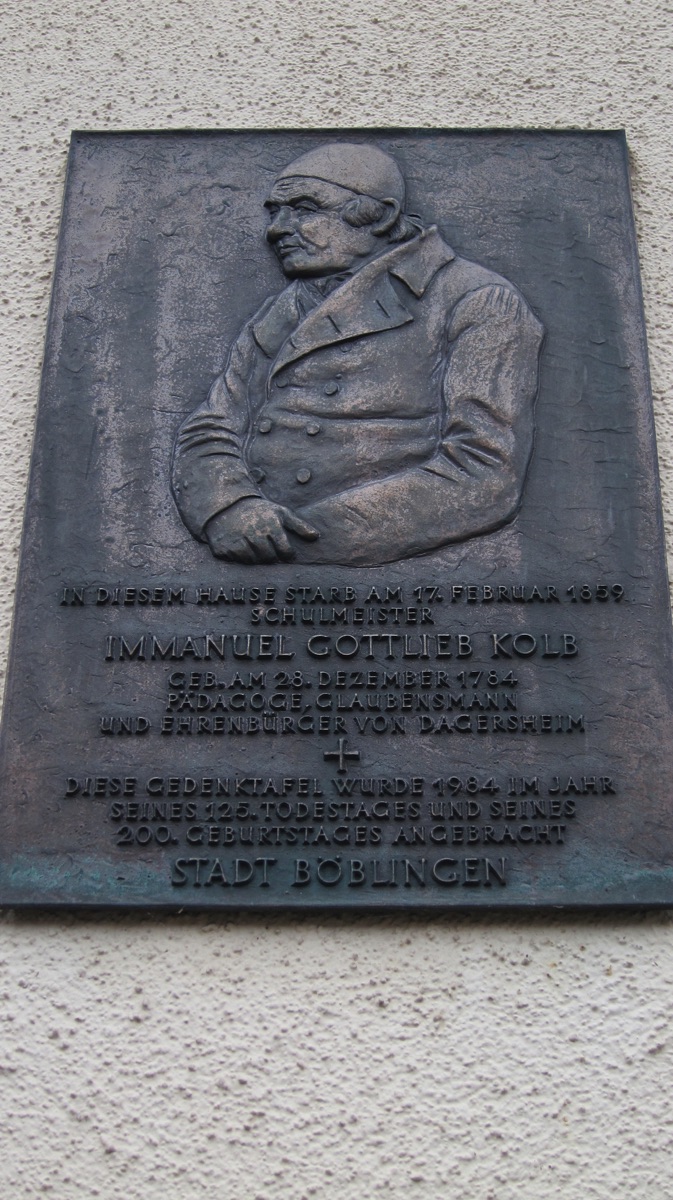 IN DIESEM HAUSE STARB AM 17. FEBRUAR 1859
SCHULMEISTER
IMMANUEL GOTTLIEB KOLB
GEB. AM 28. DEZEMBER 1784
PÄDAGOGE, GLAUBENSMANN
UND EHRENBÜRGER VON DAGERSHEIM
DIESE GEDENKTAFEL WURDE 1984 IM JAHR
SEINES 125. TODESTAGES UND SEINES
200. GEBURTSTAGES ANGEBRACHT
STADT BÖBLINGEN